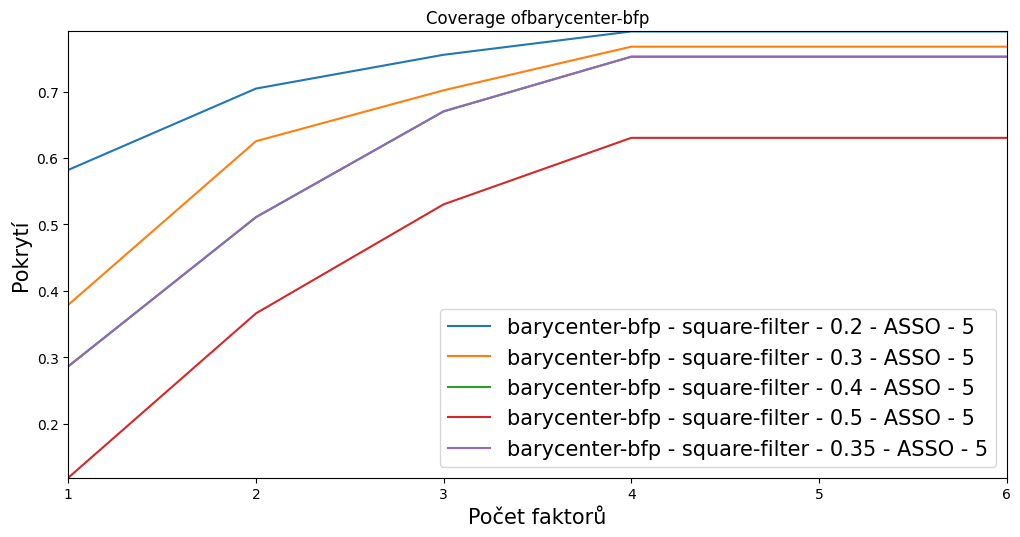 Coverage ofbarycenter-bfp
Pokrytí
0.7
0.6
0.5
0.4
0.3
0.2
barycenter-bfp - square-filter - 0.2 - ASSO - 5
barycenter-bfp - square-filter - 0.3 - ASSO - 5
barycenter-bfp - square-filter - 0.4 - ASSO - 5
barycenter-bfp - square-filter - 0.5 - ASSO - 5
barycenter-bfp - square-filter - 0.35 - ASSO - 5
1 2 3 4 5 6
Počet faktorů